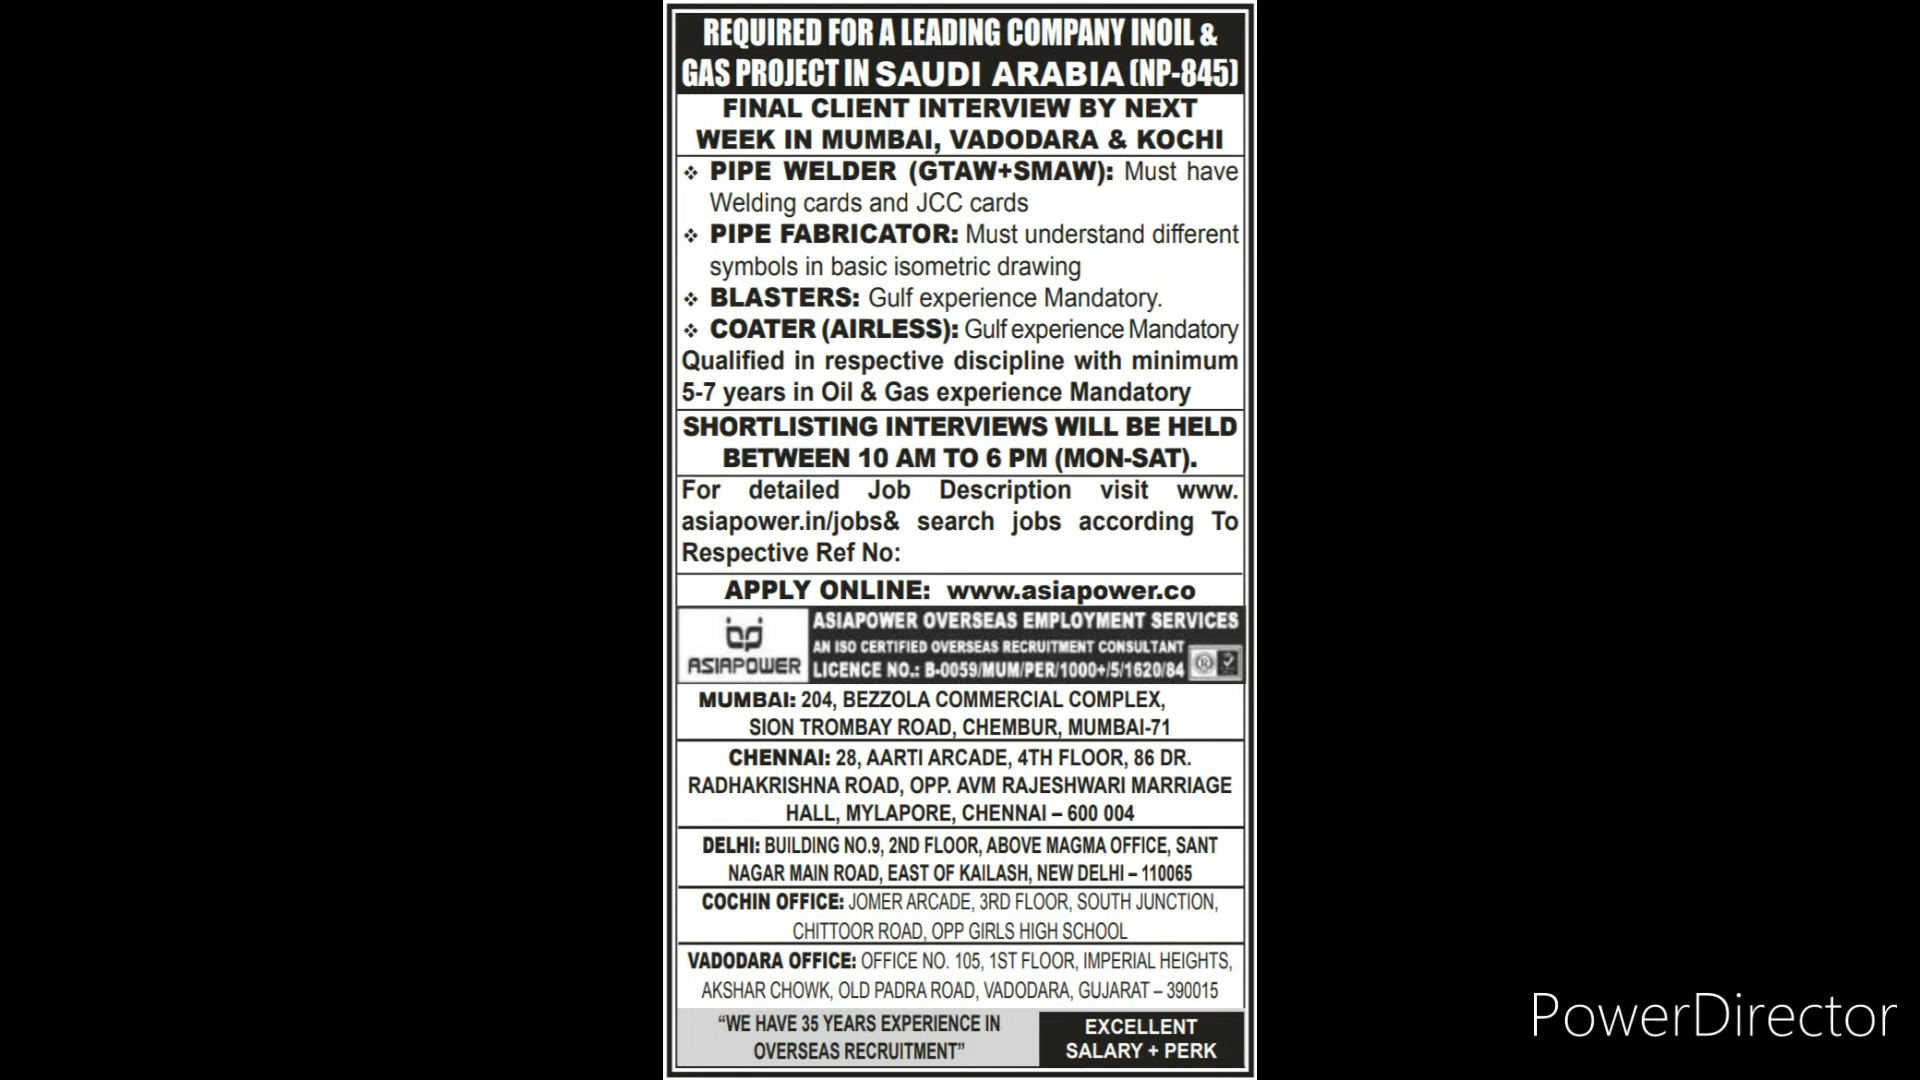 REQUIRED FOR A LEADING COMPANY INOIL &
GAS PROJECT IN SAUDI ARABIA (NP-845)
FINAL CLIENT INTERVIEW BY NEXT
WEEK IN MUMBAI, VADODARA & KOCHI
❖ PIPE WELDER (GTAW+SMAW): Must have
Welding cards and JCC cards
❖ PIPE FABRICATOR: Must understand different
symbols in basic isometric drawing
❖ BLASTERS: Gulf experience Mandatory.
❖ COATER (AIRLESS): Gulf experience Mandatory
Qualified in respective discipline with minimum
5-7 years in Oil & Gas experience Mandatory
SHORTLISTING INTERVIEWS WILL BE HELD
BETWEEN 10 AM TO 6 PM (MON-SAT).
For detailed Job Description visit www.
asiapower.in/jobs& search jobs according To
Respective Ref No:
APPLY ONLINE: www.asiapower.co
ASIAPOWER
ASIAPOWER OVERSEAS EMPLOYMENT SERVICES
AN ISO CERTIFIED OVERSEAS RECRUITMENT CONSULTANT
LICENCE NO.: B-0059/MUM/PER/1000+/5/1620/84
MUMBAI: 204, BEZZOLA COMMERCIAL COMPLEX,
SION TROMBAY ROAD, CHEMBUR, MUMBAI-71
CHENNAI: 28, AARTI ARCADE, 4TH FLOOR, 86 DR.
RADHAKRISHNA ROAD, OPP. AVM RAJESHWARI MARRIAGE
HALL, MYLAPORE, CHENNAI – 600 004
DELHI: BUILDING NO.9, 2ND FLOOR, ABOVE MAGMA OFFICE, SANT
NAGAR MAIN ROAD, EAST OF KAILASH, NEW DELHI – 110065
COCHIN OFFICE: JOMER ARCADE, 3RD FLOOR, SOUTH JUNCTION,
CHITTOOR ROAD, OPP GIRLS HIGH SCHOOL
VADODARA OFFICE: OFFICE NO. 105, 1ST FLOOR, IMPERIAL HEIGHTS,
AKSHAR CHOWK, OLD PADRA ROAD, VADODARA, GUJARAT – 390015
“WE HAVE 35 YEARS EXPERIENCE IN
OVERSEAS RECRUITMENT”
EXCELLENT
SALARY + PERK
PowerDirector